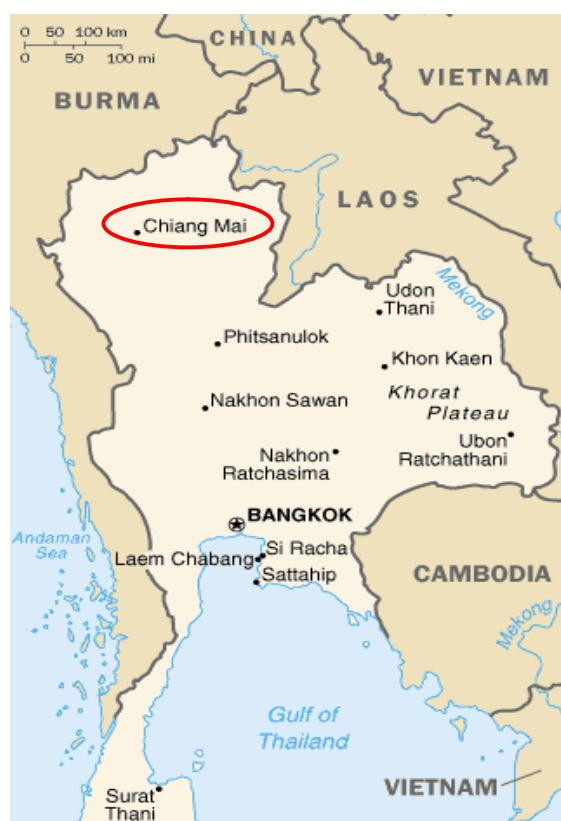 0 50 100 km
0 50 100 mi
CHINA
VIETNAM
BURMA
LAOS
Chiang Mai
Mekong
Udon
Thani
Phitsanulok
Khon Kaen
Khorat
Plateau
Nakhon Sawan
Ubon
Ratchathani
Nakhon
Ratchasima
BANGKOK
Andaman
Sea
Si Racha
Laem Chabang
Sattahip
CAMBODIA
Mekong
Gulf of
Thailand
VIETNAM
Surat
Thani